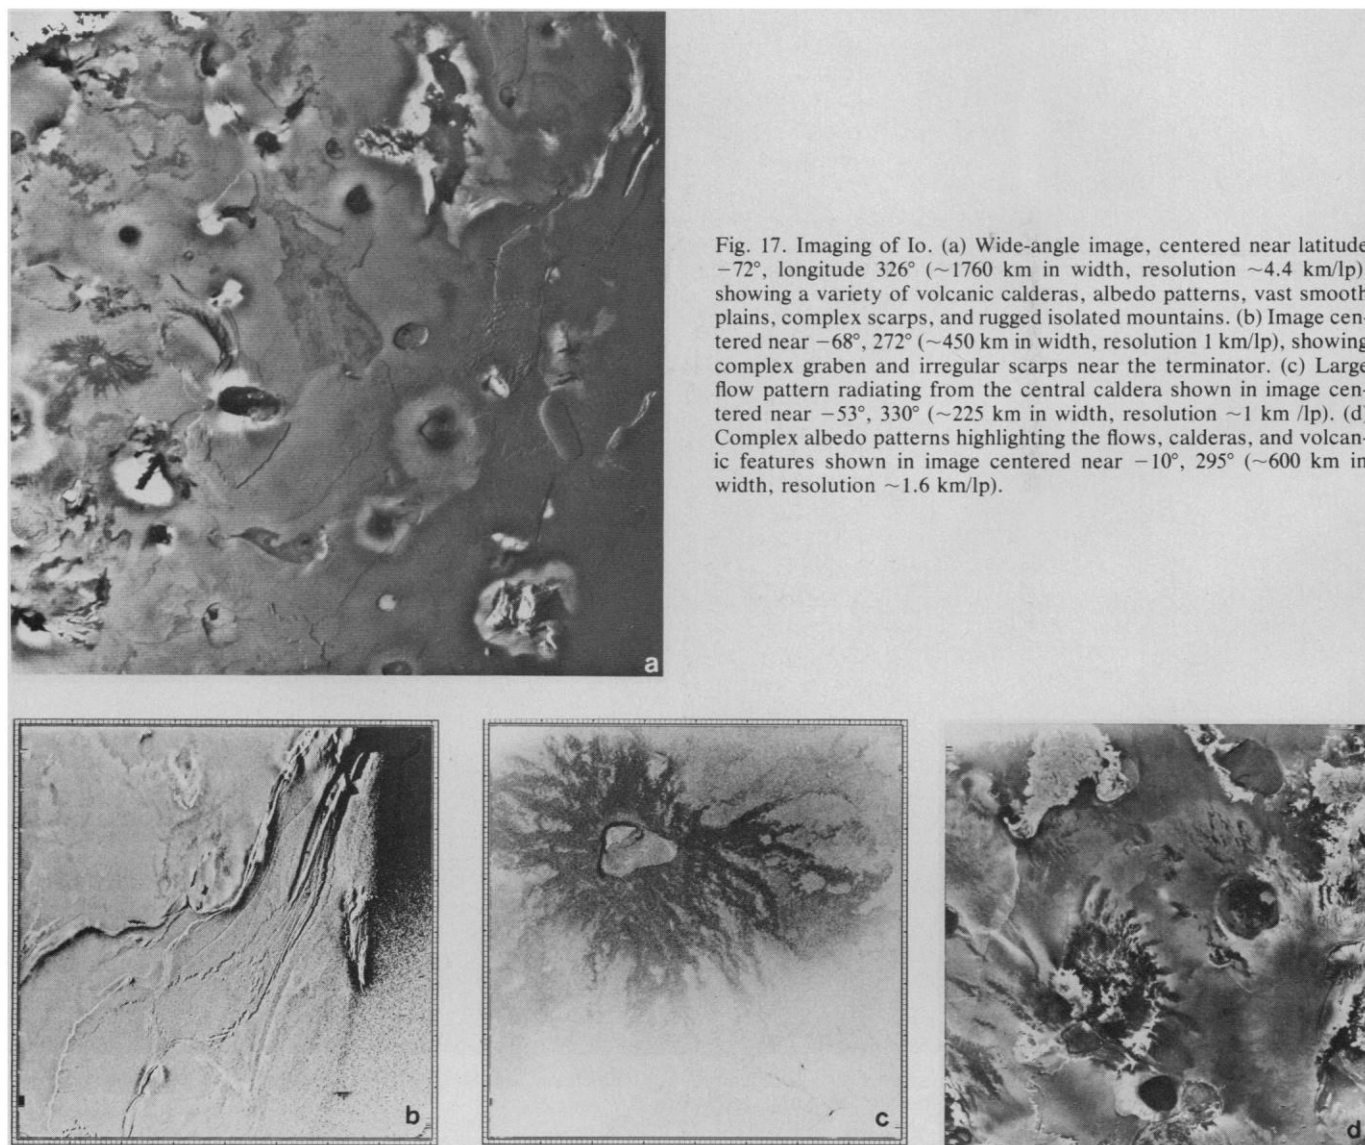 a
Fig. 17. Imaging of Io. (a) Wide-angle image, centered near latitude
−72°, longitude 326° (~1760 km in width, resolution ~4.4 km/lp)
showing a variety of volcanic calderas, albedo patterns, vast smooth
plains, complex scarps, and rugged isolated mountains. (b) Image cen-
tered near −68°, 272° (~450 km in width, resolution 1 km/lp), showing
complex graben and irregular scarps near the terminator. (c) Large
flow pattern radiating from the central caldera shown in image cen-
tered near −53°, 330° (~225 km in width, resolution ~1 km /lp). (d)
Complex albedo patterns highlighting the flows, calderas, and volcan-
ic features shown in image centered near −10°, 295° (~600 km in
width, resolution ~1.6 km/lp).
b
c
d